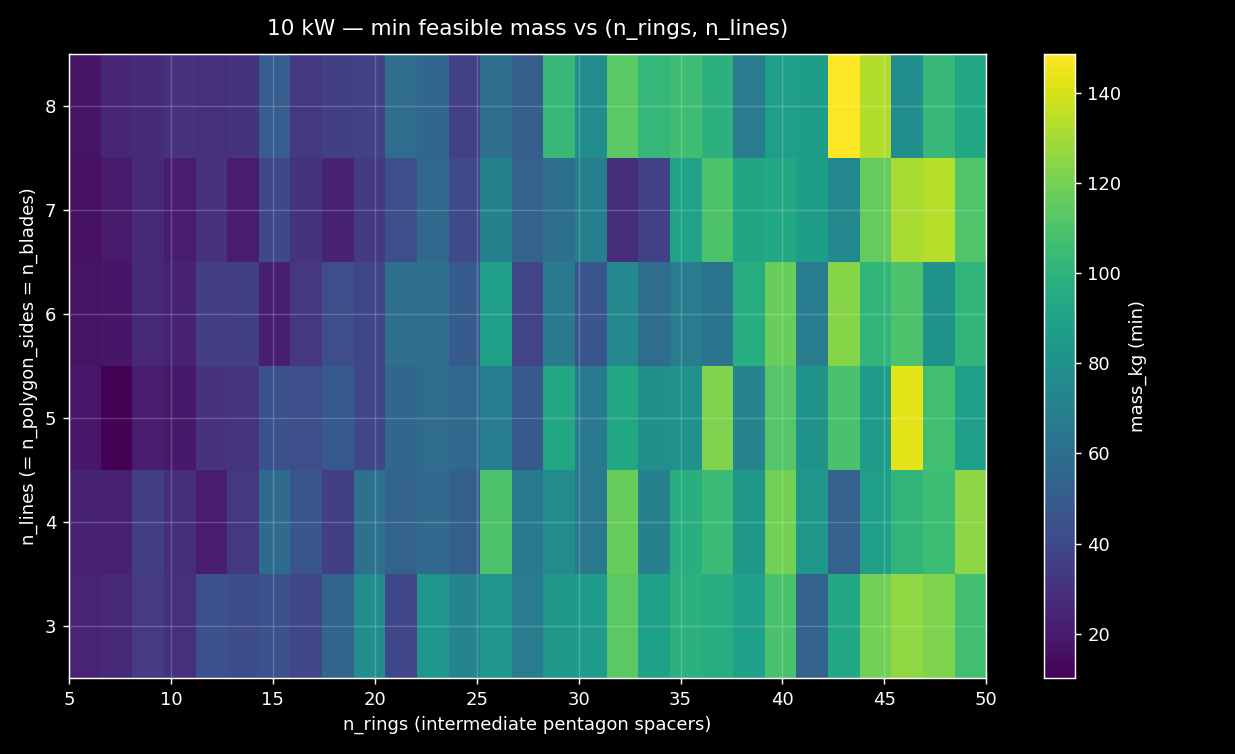 10 kW — min feasible mass vs (n_rings, n_lines)
n_lines (= n_polygon_sides = n_blades)
8
7
6
5
4
3
5 10 15 20 25 30 35 40 45 50
n_rings (intermediate pentagon spacers)
140
120
100
80
60
40
20
mass_kg (min)